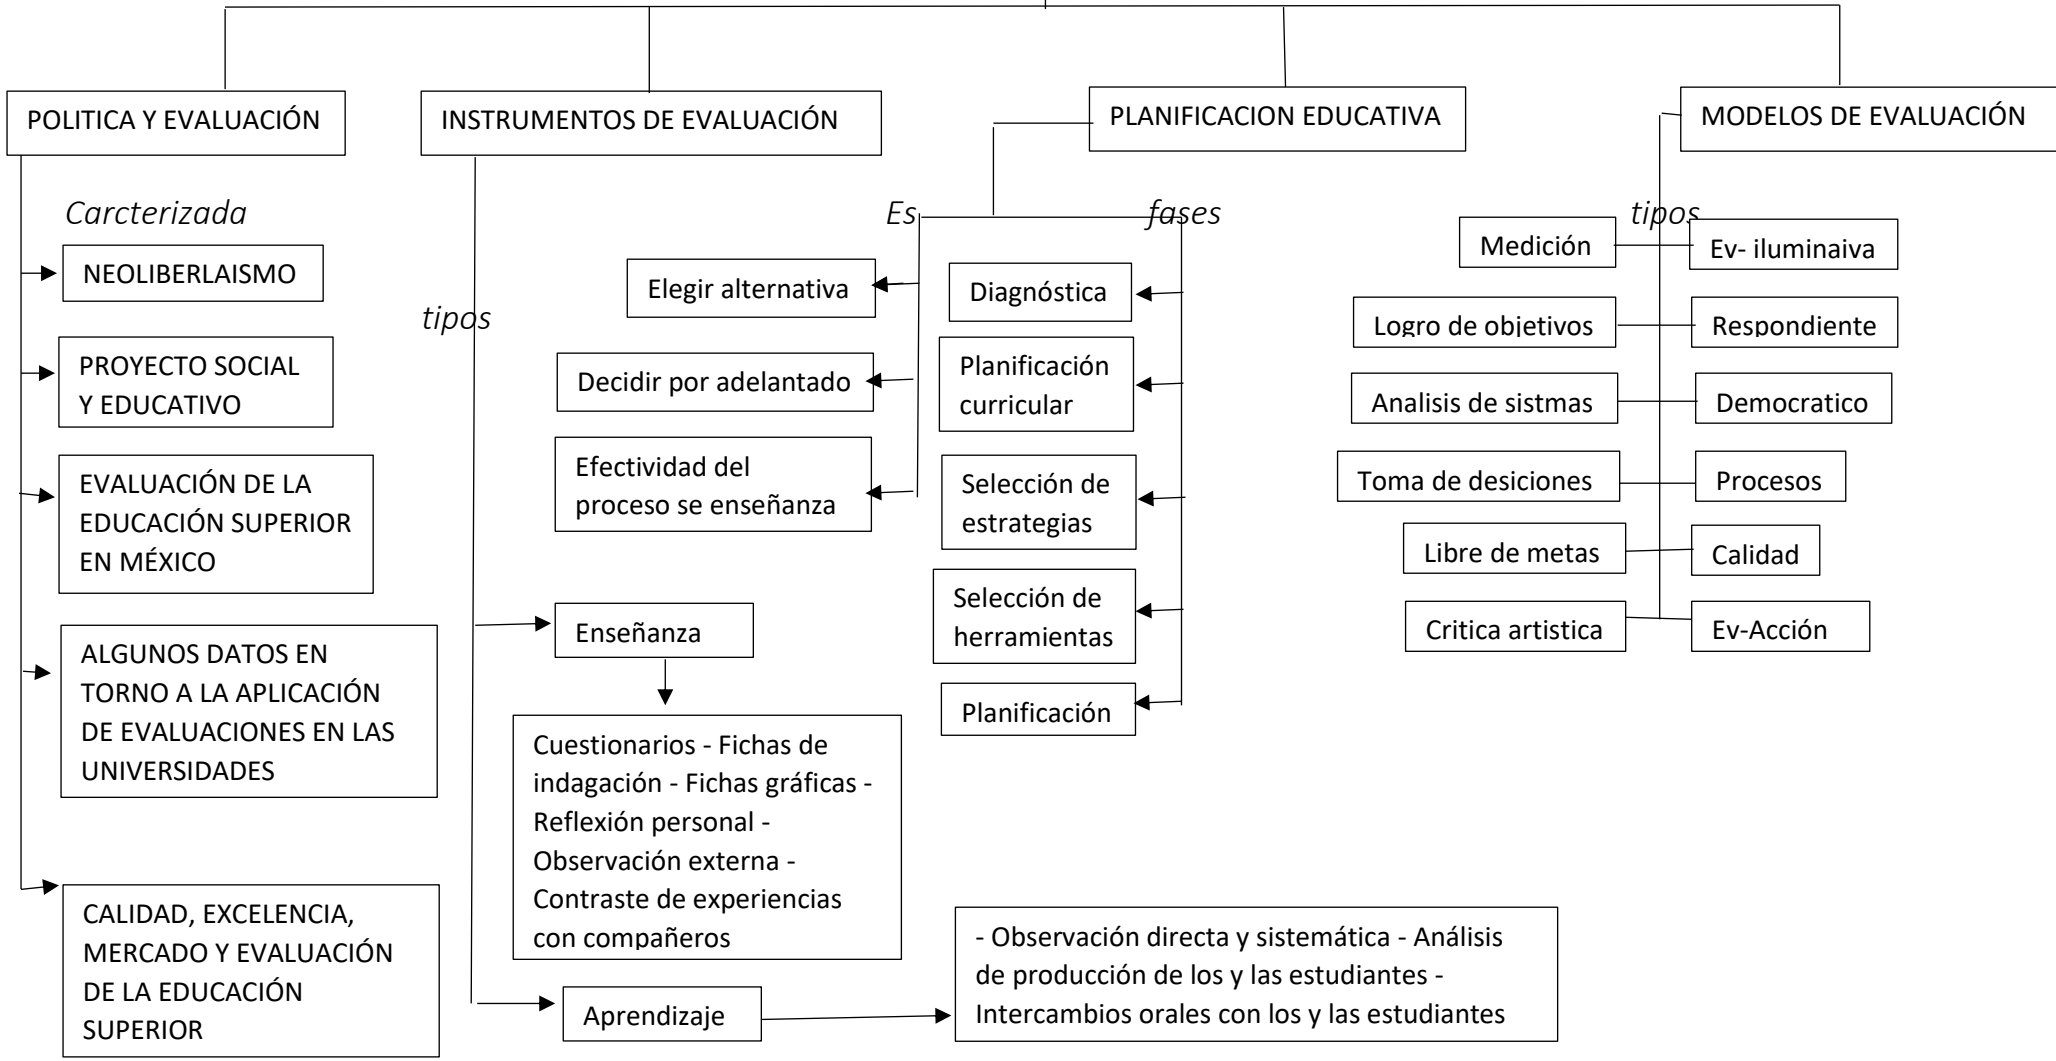 POLITICA Y EVALUACIÓN
Carcterizada
NEOLIBERLAISMO
PROYECTO SOCIAL
Y EDUCATIVO
EVALUACIÓN DE LA
EDUCACIÓN SUPERIOR
EN MÉXICO
ALGUNOS DATOS EN
TORNO A LA APLICACIÓN
DE EVALUACIONES EN LAS
UNIVERSIDADES
CALIDAD, EXCELENCIA,
MERCADO Y EVALUACIÓN
DE LA EDUCACIÓN
SUPERIOR
INSTRUMENTOS DE EVALUACIÓN
tipos
Enseñanza
Cuestionarios - Fichas de
indagación - Fichas gráficas -
Reflexión personal -
Observación externa -
Contraste de experiencias
con compañeros
Aprendizaje
- Observación directa y sistemática - Análisis
de producción de los y las estudiantes -
Intercambios orales con los y las estudiantes
PLANIFICACION EDUCATIVA
Es
Elegir alternativa
Decidir por adelantado
Efectividad del
proceso se enseñanza
fases
Diagnóstica
Planificación
curricular
Selección de
estrategias
Selección de
herramientas
Planificación
MODELOS DE EVALUACIÓN
tipos
Medición
Ev- iluminaiva
Logro de objetivos
Respondiente
Analisis de sistmas
Democratico
Toma de desiciones
Procesos
Libre de metas
Calidad
Critica artistica
Ev-Acción